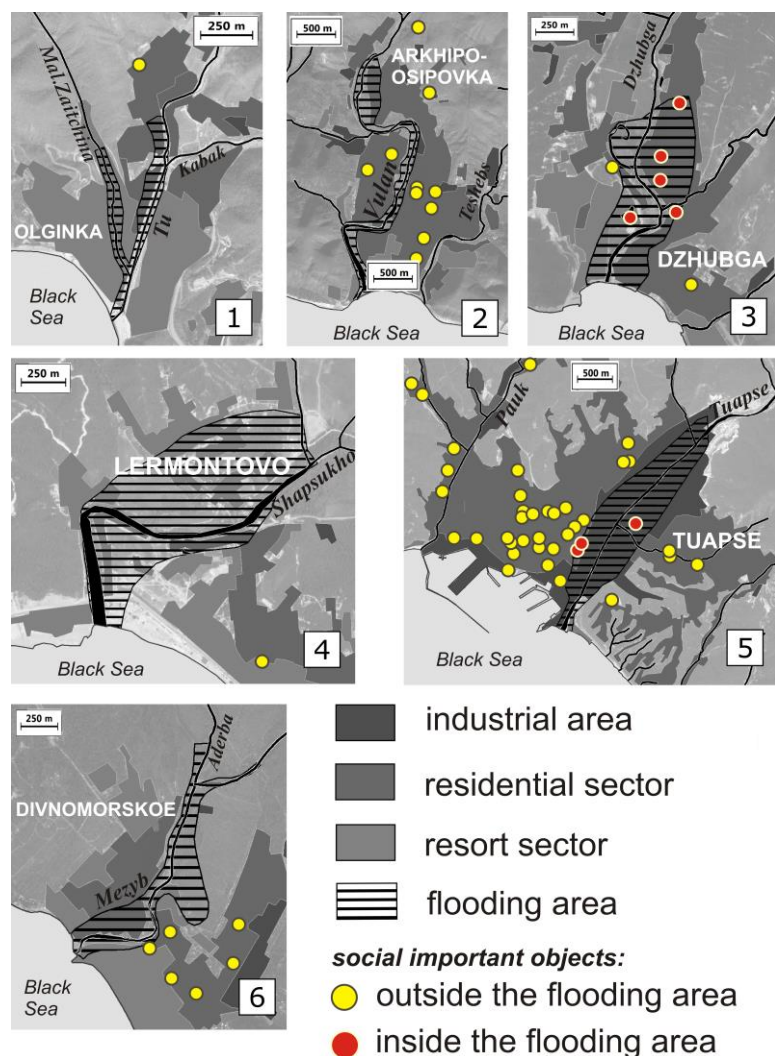 250 m
Mal.Zaitchina
Kabak
Tu
OLGINKA
Black
Sea
1
500 m
ARKHIPO-
OSIPOVKA
Vulan
Teshebs
500 m
Black Sea
2
250 m
Dzhubga
DZHUBGA
Black Sea
3
250 m
LERMONTOVO
Shapsukho
Black Sea
4
500 m
Pauk
Tuapse
TUAPSE
Black Sea
5
250 m
Aderba
DIVNOMORSKOE
Mezyb
Black
Sea
6
industrial area
residential sector
resort sector
flooding area
social important objects:
outside the flooding area
inside the flooding area